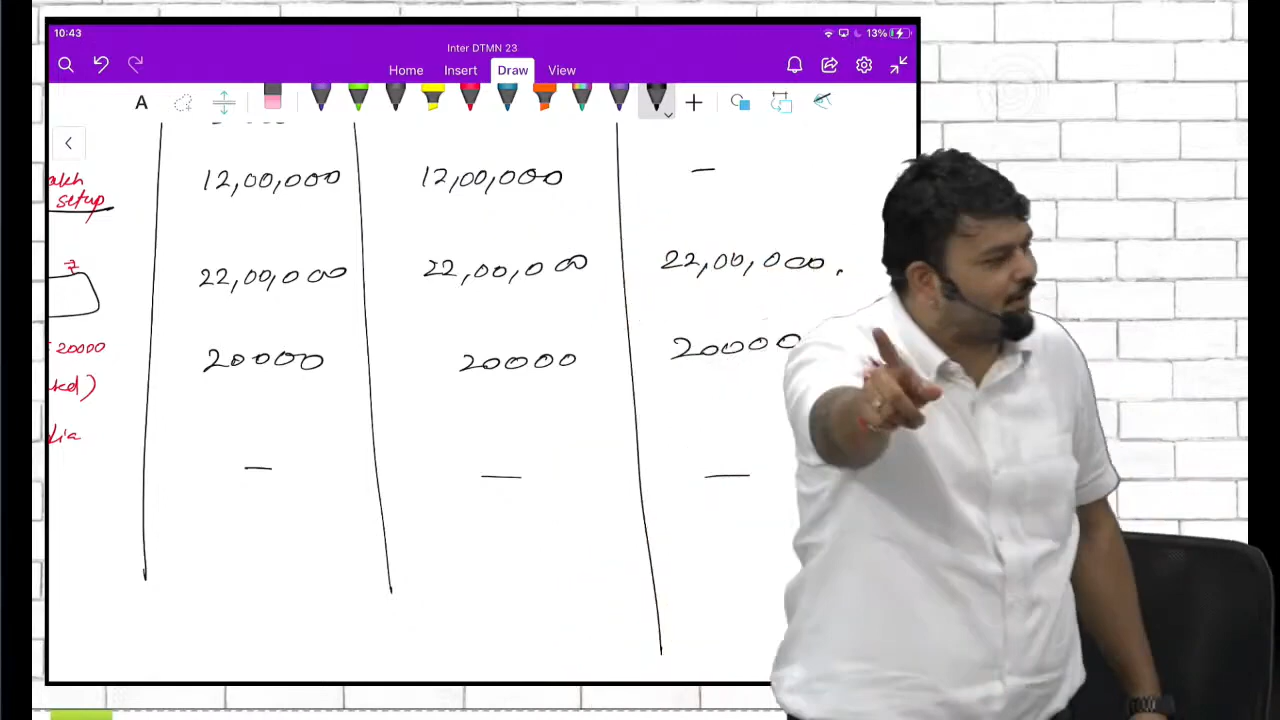 10:43
13%
Inter DTMN 23
Home Insert Draw View
A
12,00,000 12,00,000 —
setup
22,00,000 22,00,000 22,00,000.
20000
20000 20000 20000
— — —